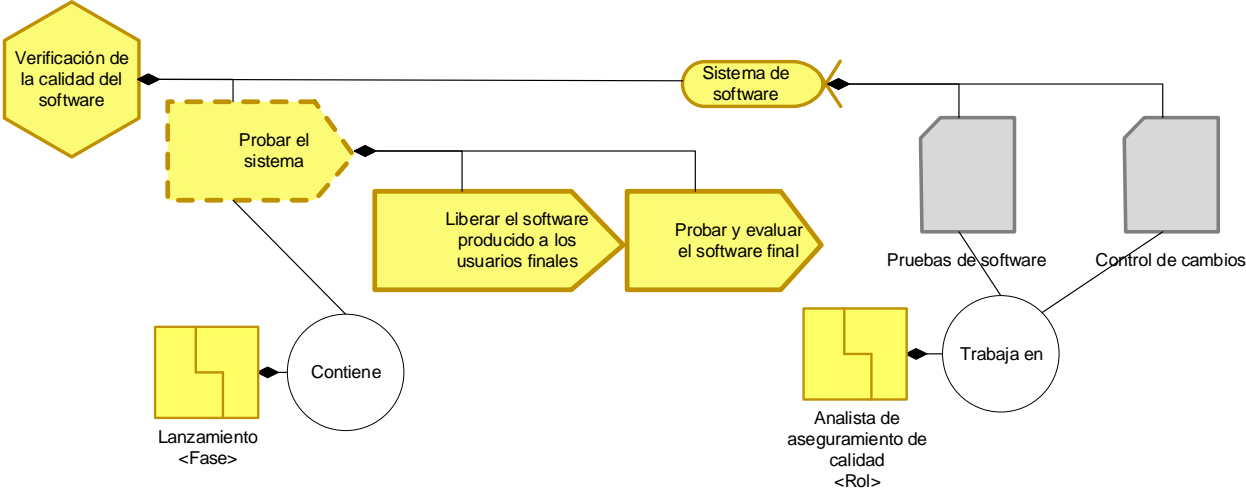 Verificación de
la calidad del
software
Sistema de
software
Probar el
sistema
Liberar el software
producido a los
usuarios finales
Probar y evaluar
el software final
Pruebas de software
Control de cambios
Contiene
Trabaja en
Lanzamiento
<Fase>
Analista de
aseguramiento de
calidad
<Rol>